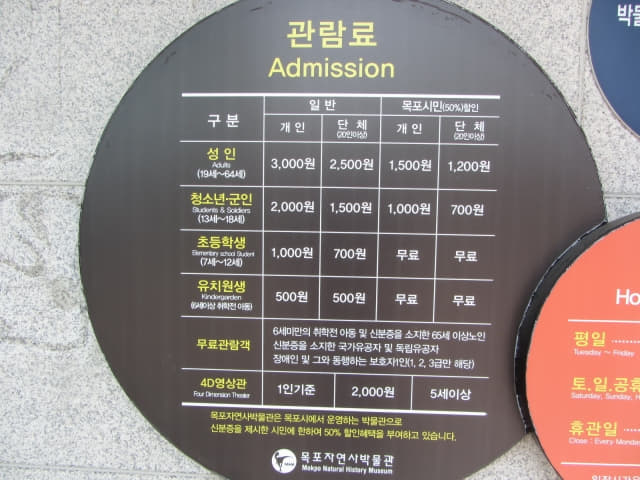 관람료
Admission
구 분 일 반 목포시민(50%)할인
개 인 단 체 (20인이상) 개 인 단 체 (20인이상)
성 인 Adults (19세~64세) 3,000원 2,500원 1,500원 1,200원
청소년·군인 Students & Soldiers (13세~18세) 2,000원 1,500원 1,000원 700원
초등학생 Elementary school Student (7세~12세) 1,000원 700원 무료 무료
유치원생 Kindergarden (6세이상 취학전 아동) 500원 500원 무료 무료
무료관람객
6세미만의 취학전 아동 및 신분증을 소지한 65세 이상노인
신분증을 소지한 국가유공자 및 독립유공자
장애인 및 그와 동행하는 보호자1인(1, 2, 3급만 해당)
4D영상관 Four Dimension Theater 1인기준 2,000원 5세이상
목포자연사박물관은 목포시에서 운영하는 박물관으로
신분증을 제시한 시민에 한하여 50% 할인혜택을 부여하고 있습니다.
목포자연사박물관
Mokpo Natural History Museum
Ho
평일
Tuesday ~ Friday
토.일.공휴
Saturday, Sunday, H
휴관일
Close : Every Monda